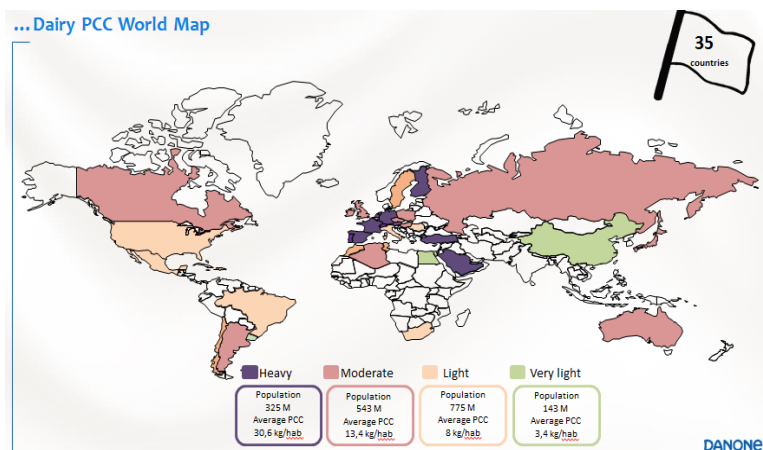 ...Dairy PCC World Map
35
countries
Heavy
Moderate
Light
Very light
Population
325 M
Average PCC
30,6 kg/hab
Population
543 M
Average PCC
13,4 kg/hab
Population
775 M
Average PCC
8 kg/hab
Population
143 M
Average PCC
3,4 kg/hab
DANONE